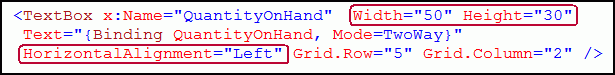 <TextBox x:Name="QuantityOnHand" Width="50" Height="30"
Text="{Binding QuantityOnHand, Mode=TwoWay}"
HorizontalAlignment="Left" Grid.Row="5" Grid.Column="2" />